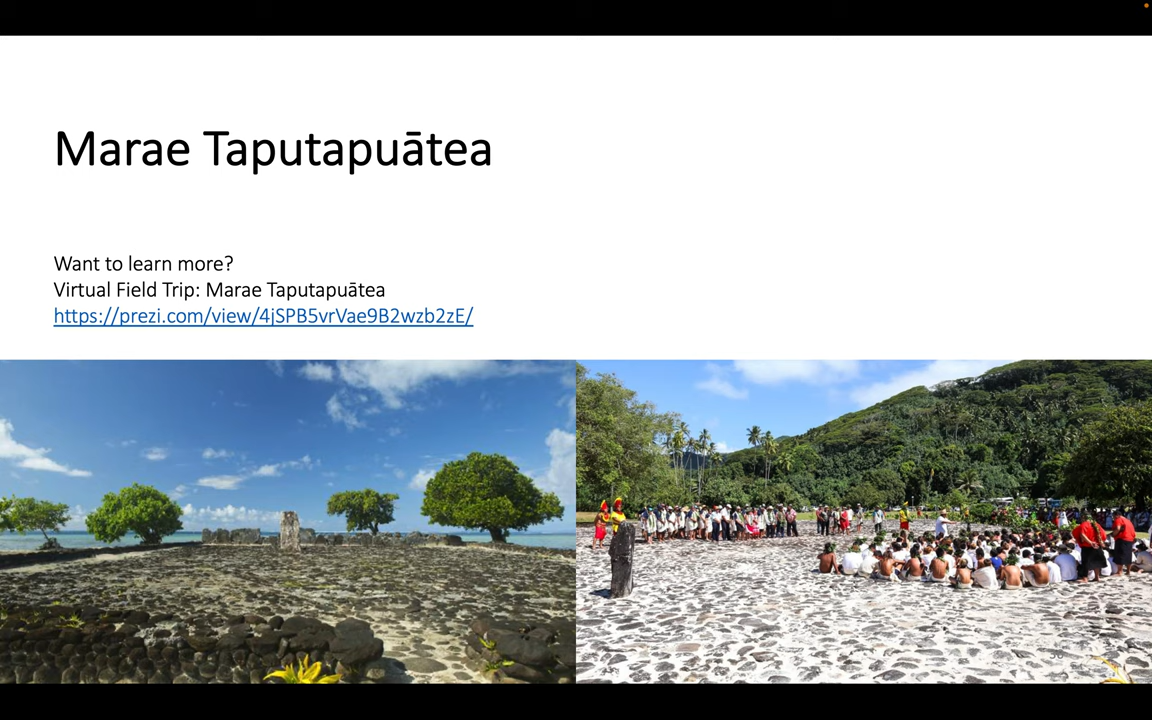 Marae Taputapuātea
Want to learn more?
Virtual Field Trip: Marae Taputapuātea
https://prezi.com/view/4jSPB5vrVae9B2wzb2zE/